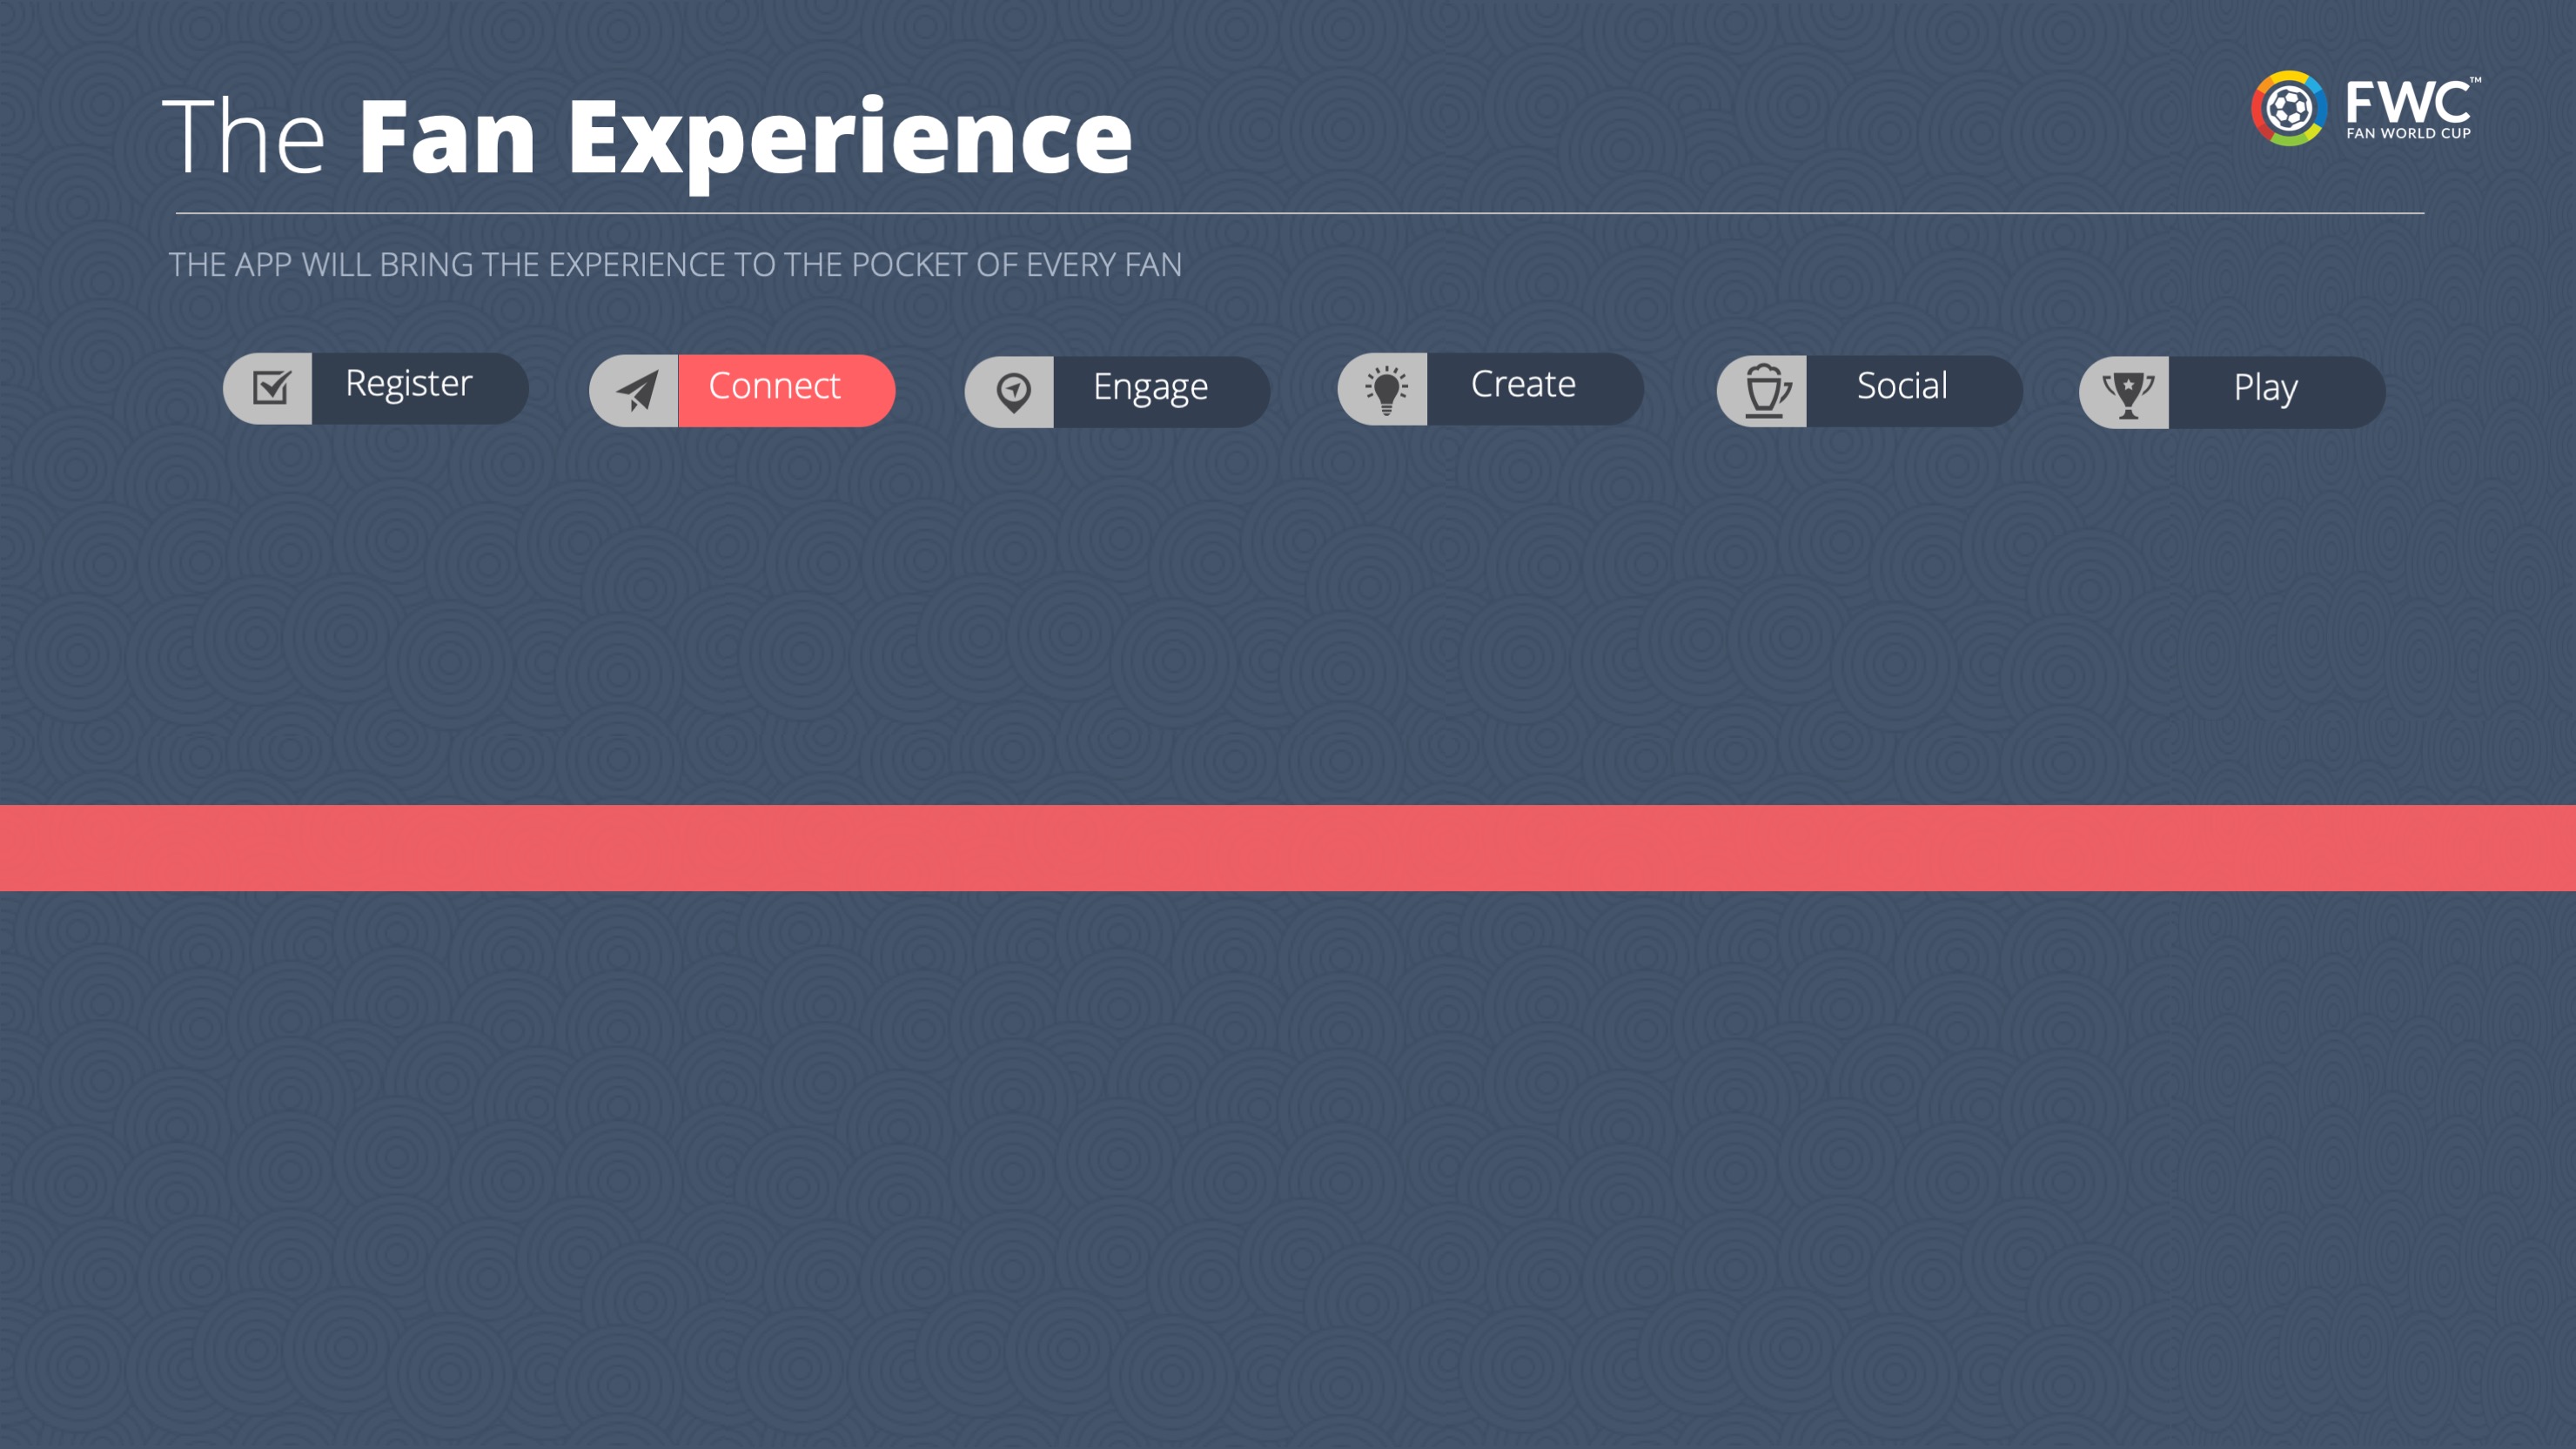 The Fan Experience
FWC™
FAN WORLD CUP
THE APP WILL BRING THE EXPERIENCE TO THE POCKET OF EVERY FAN
Register
Connect
Engage
Create
Social
Play